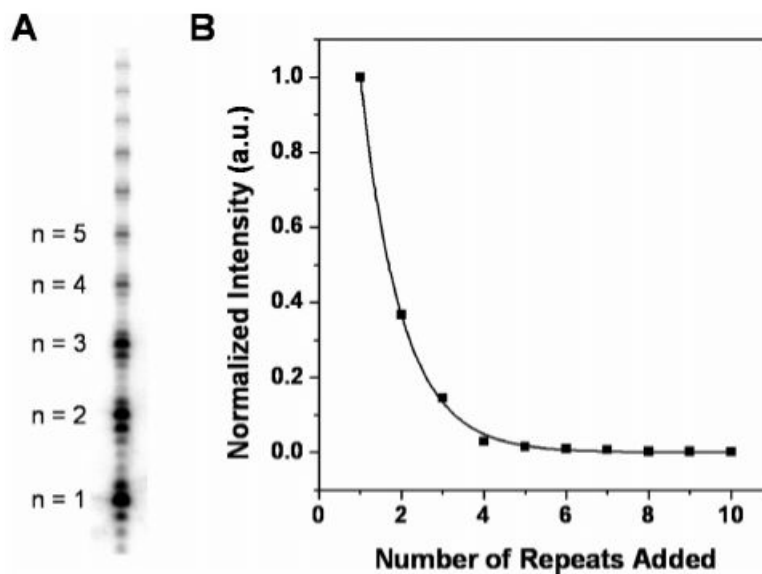 A
n = 5
n = 4
n = 3
n = 2
n = 1
B
Normalized Intensity (a.u.)
1.0
0.8
0.6
0.4
0.2
0.0
0 2 4 6 8 10
Number of Repeats Added